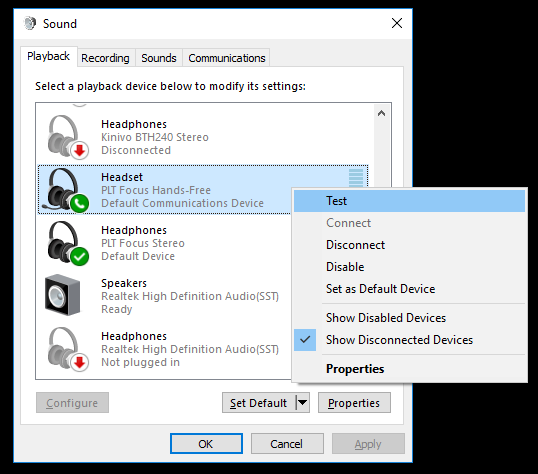 Sound
Playback Recording Sounds Communications
Select a playback device below to modify its settings:
Headphones
Kinivo BTH240 Stereo
Disconnected
Headset
PLT Focus Hands-Free
Default Communications Device
Headphones
PLT Focus Stereo
Default Device
Speakers
Realtek High Definition Audio(SST)
Ready
Headphones
Realtek High Definition Audio(SST)
Not plugged in
Test
Connect
Disconnect
Disable
Set as Default Device
Show Disabled Devices
Show Disconnected Devices
Properties
Configure Set Default Properties
OK Cancel Apply